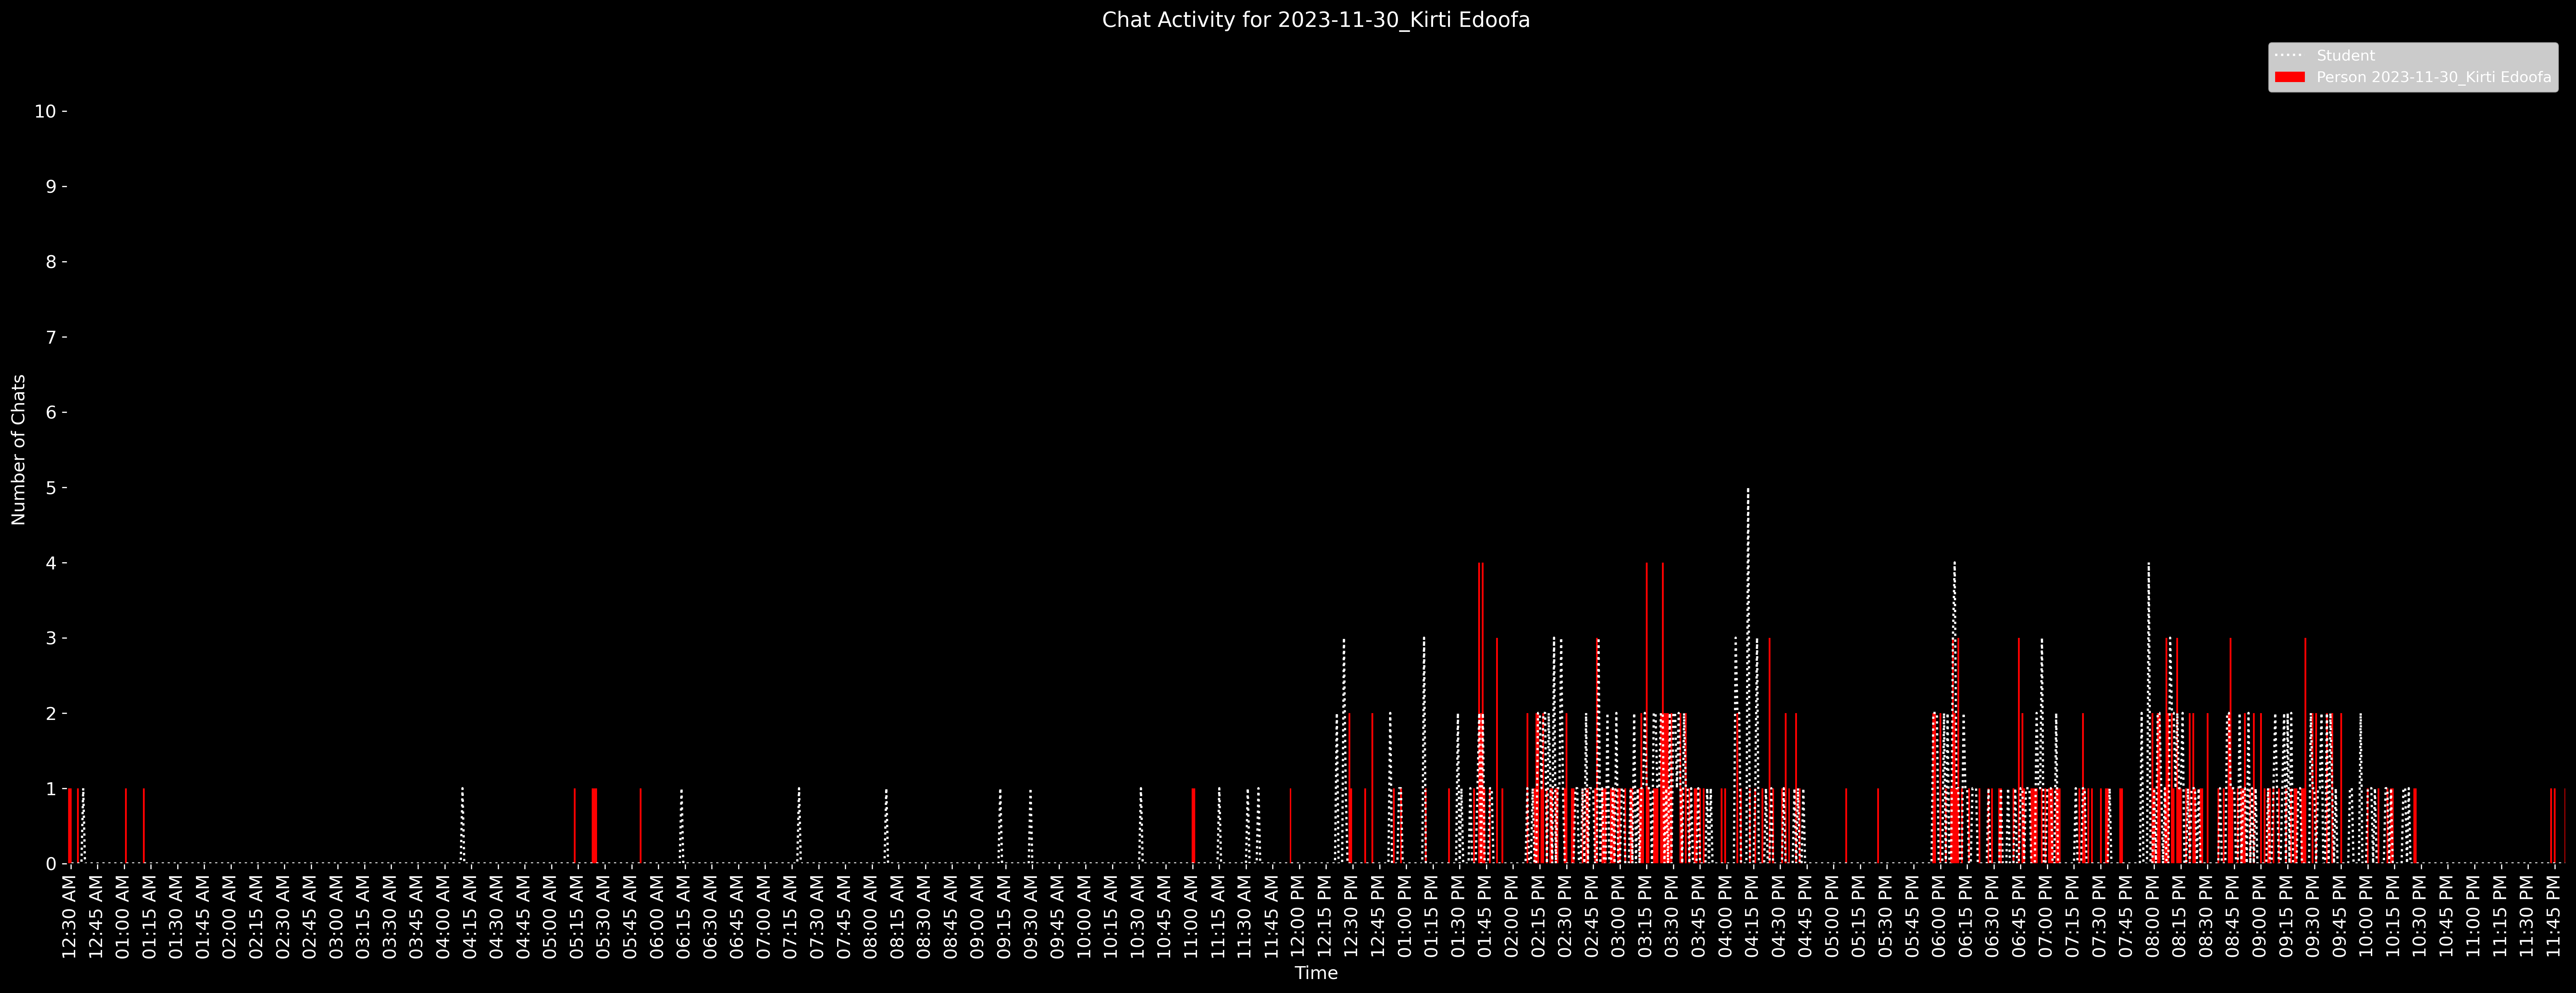 Chat Activity for 2023-11-30_Kirti Edoofa
Student
Person 2023-11-30_Kirti Edoofa
10
9
8
7
6
5
4
3
2
1
0
Number of Chats
12:30 AM
12:45 AM
01:00 AM
01:15 AM
01:30 AM
01:45 AM
02:00 AM
02:15 AM
02:30 AM
02:45 AM
03:00 AM
03:15 AM
03:30 AM
03:45 AM
04:00 AM
04:15 AM
04:30 AM
04:45 AM
05:00 AM
05:15 AM
05:30 AM
05:45 AM
06:00 AM
06:15 AM
06:30 AM
06:45 AM
07:00 AM
07:15 AM
07:30 AM
07:45 AM
08:00 AM
08:15 AM
08:30 AM
08:45 AM
09:00 AM
09:15 AM
09:30 AM
09:45 AM
10:00 AM
10:15 AM
10:30 AM
10:45 AM
11:00 AM
11:15 AM
11:30 AM
11:45 AM
12:00 PM
12:15 PM
12:30 PM
12:45 PM
01:00 PM
01:15 PM
01:30 PM
01:45 PM
02:00 PM
02:15 PM
02:30 PM
02:45 PM
03:00 PM
03:15 PM
03:30 PM
03:45 PM
04:00 PM
04:15 PM
04:30 PM
04:45 PM
05:00 PM
05:15 PM
05:30 PM
05:45 PM
06:00 PM
06:15 PM
06:30 PM
06:45 PM
07:00 PM
07:15 PM
07:30 PM
07:45 PM
08:00 PM
08:15 PM
08:30 PM
08:45 PM
09:00 PM
09:15 PM
09:30 PM
09:45 PM
10:00 PM
10:15 PM
10:30 PM
10:45 PM
11:00 PM
11:15 PM
11:30 PM
11:45 PM
Time